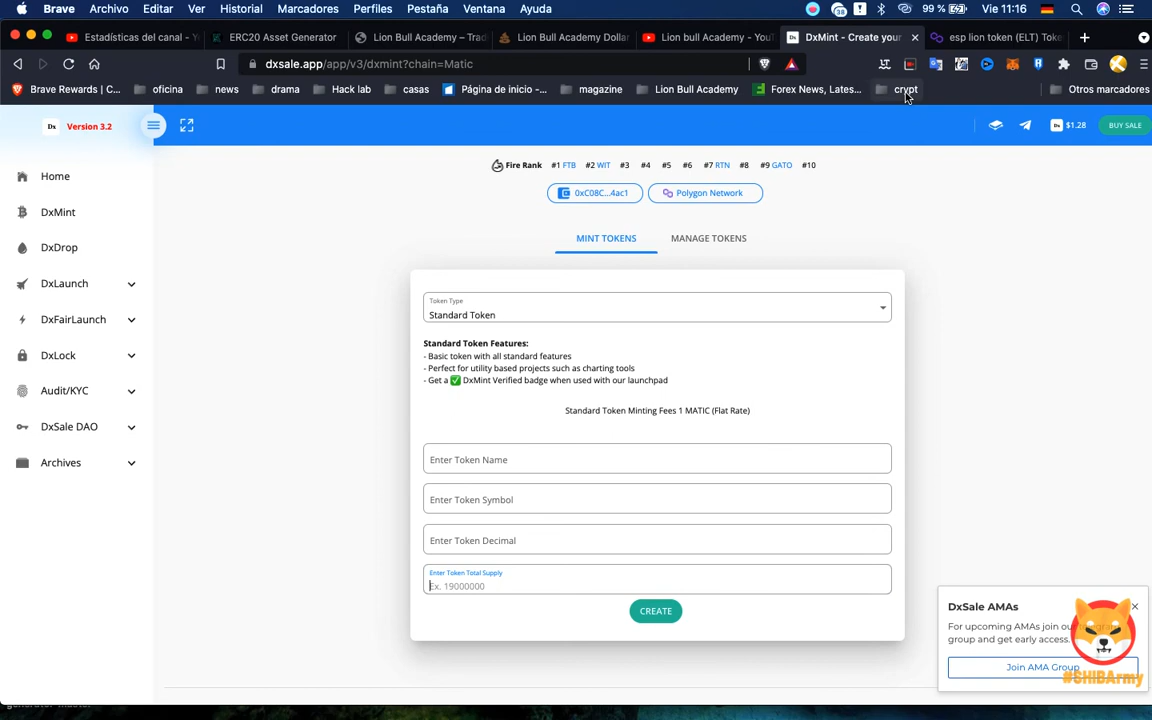 Brave Archivo Editar Ver Historial Marcadores Perfiles Pestaña Ventana Ayuda 38 99 % Vie 11:16
Estadísticas del canal - Y ERC20 Asset Generator Lion Bull Academy – Trad Lion Bull Academy Dollar Lion bull Academy - YouT DxMint - Create your esp lion token (ELT) Toke
dxsale.app/app/v3/dxmint?chain=Matic
Brave Rewards | C... oficina news drama Hack lab casas Página de inicio -... magazine Lion Bull Academy Forex News, Lates... crypt Otros marcadores
Dx Version 3.2
Dx $1.28 BUY SALE
Fire Rank #1 FTB #2 WIT #3 #4 #5 #6 #7 RTN #8 #9 GATO #10
0xC08C...4ac1 Polygon Network
Home
DxMint
DxDrop
DxLaunch
DxFairLaunch
DxLock
Audit/KYC
DxSale DAO
Archives
MINT TOKENS MANAGE TOKENS
Token Type
Standard Token
Standard Token Features:
- Basic token with all standard features
- Perfect for utility based projects such as charting tools
- Get a ✅ DxMint Verified badge when used with our launchpad
Standard Token Minting Fees 1 MATIC (Flat Rate)
Enter Token Name
Enter Token Symbol
Enter Token Decimal
Enter Token Total Supply
Ex. 19000000
CREATE
DxSale AMAs
For upcoming AMAs join our
group and get early access.
Join AMA Group
#SHIBArmy